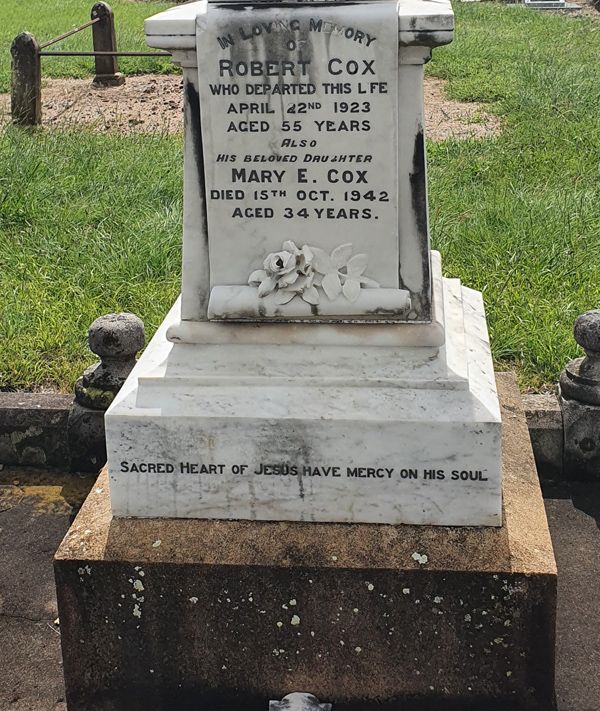 IN LOVING MEMORY
OF
ROBERT COX
WHO DEPARTED THIS L FE
APRIL 22ND 1923
AGED 55 YEARS
ALSO
HIS BELOVED DAUGHTER
MARY E. COX
DIED 15TH OCT. 1942
AGED 34 YEARS.
SACRED HEART OF JESUS HAVE MERCY ON HIS SOUL